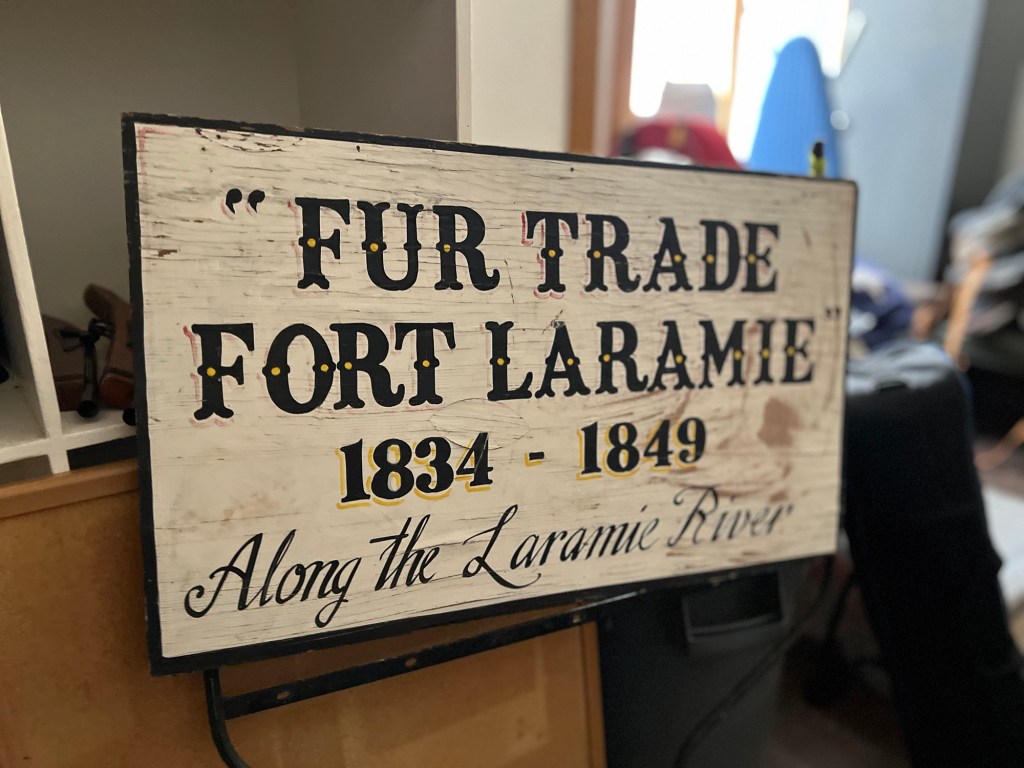 "FUR TRADE
FORT LARAMIE"
1834 - 1849
Along the Laramie River